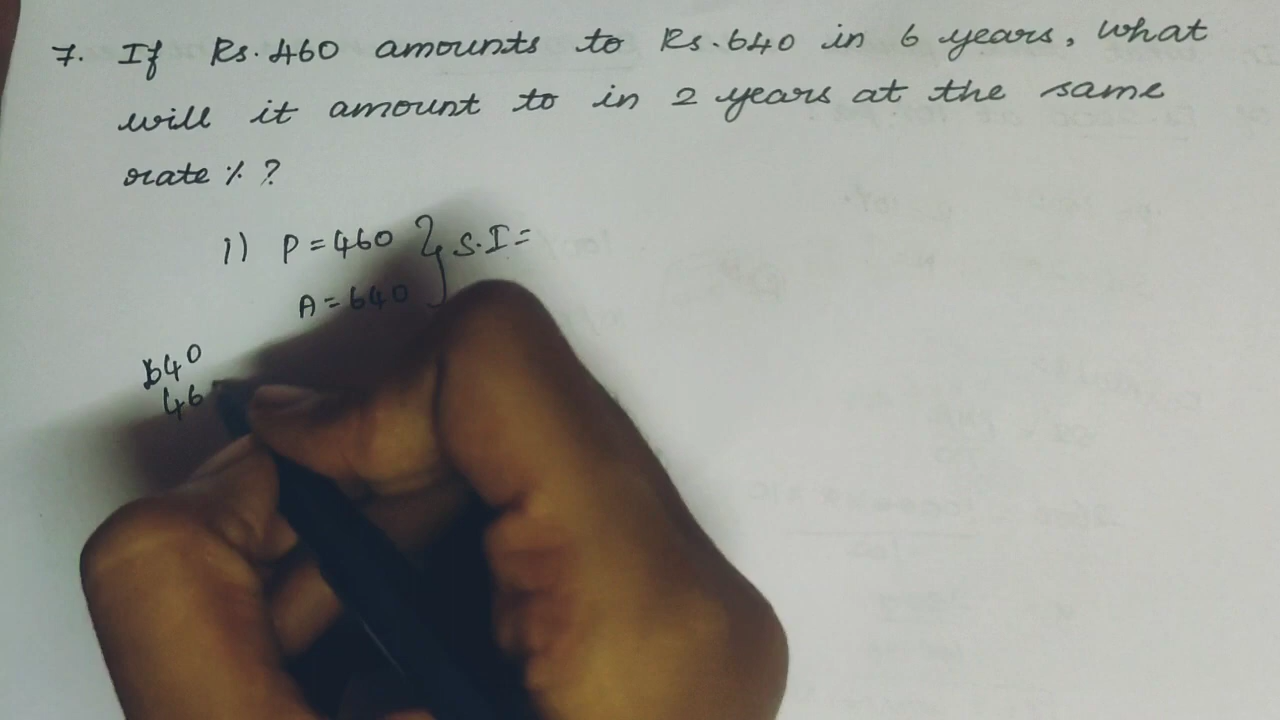 7. If Rs.460 amounts to Rs.640 in 6 years, what
will it amount to in 2 years at the same
rate % ?
1) P = 460 } S.I =
A = 640
640
46